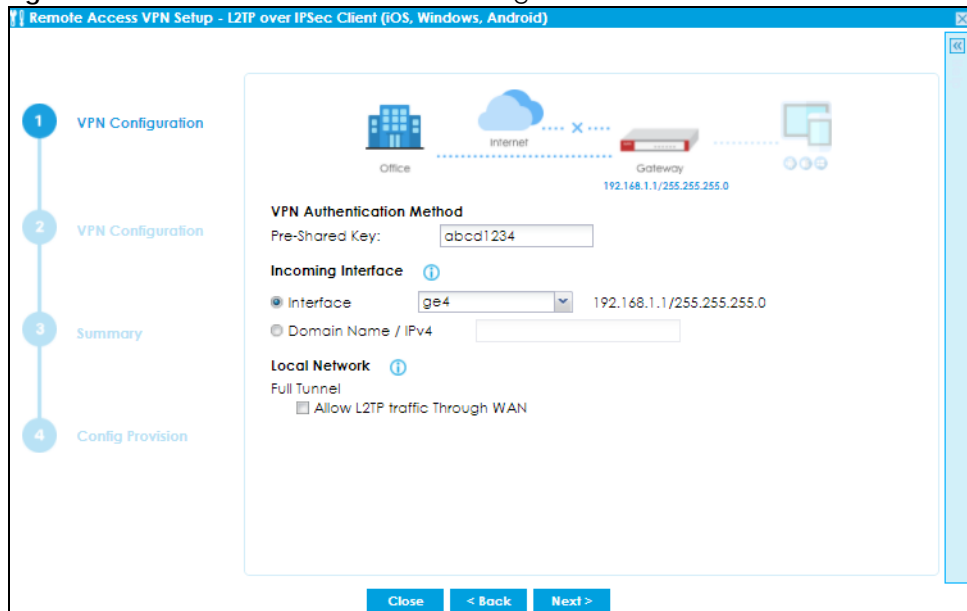 Remote Access VPN Setup - L2TP over IPSec Client (iOS, Windows, Android)
1 VPN Configuration
2 VPN Configuration
3 Summary
4 Config Provision
Office
Internet
Gateway
192.168.1.1/255.255.255.0
VPN Authentication Method
Pre-Shared Key: abcd1234
Incoming Interface
Interface ge4 192.168.1.1/255.255.255.0
Domain Name / IPv4
Local Network
Full Tunnel
Allow L2TP traffic Through WAN
Close < Back Next >